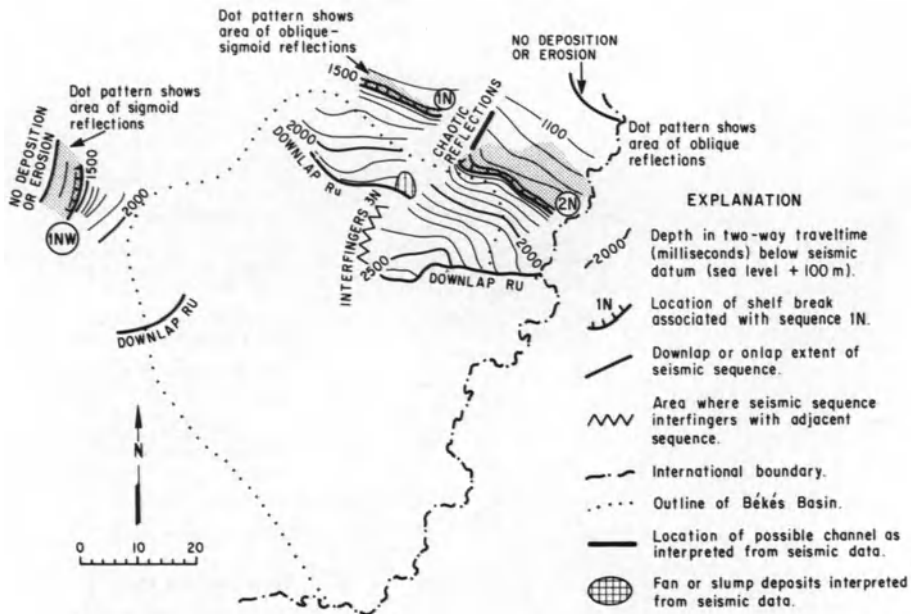 Dot pattern shows
area of oblique-
sigmoid reflections
NO DEPOSITION
OR EROSION
Dot pattern shows
area of sigmoid
reflections
NO DEPOSITION
OR EROSION
1500
2000
1NW
DOWNLAP RU
1500
1N
2000
DOWNLAP Ru
CHAOTIC
REFLECTIONS
1100
Dot pattern shows
area of oblique
reflections
2N
2000
INTERFINGERS 3N
2500
DOWNLAP RU
N
0 10 20
EXPLANATION
2000
Depth in two-way traveltime
(milliseconds) below seismic
datum (sea level + 100 m).
1N
Location of shelf break
associated with sequence 1N.
Downlap or onlap extent of
seismic sequence.
Area where seismic sequence
interfingers with adjacent
sequence.
International boundary.
Outline of Békés Basin.
Location of possible channel as
interpreted from seismic data.
Fan or slump deposits interpreted
from seismic data.